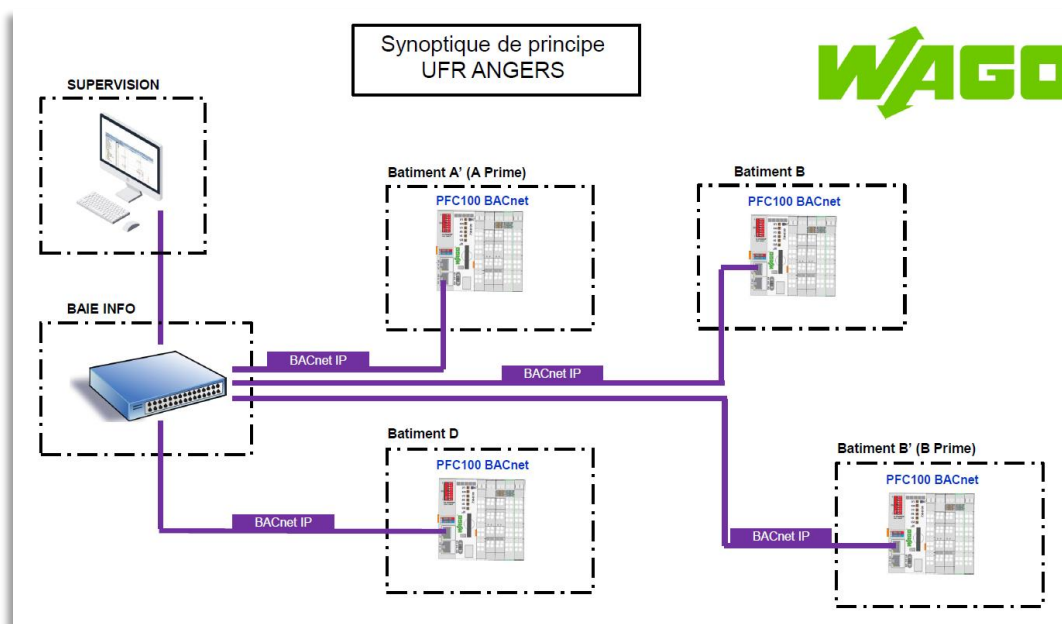 Synoptique de principe
UFR ANGERS
WAGO
SUPERVISION
Batiment A' (A Prime)
PFC100 BACnet
Batiment B
PFC100 BACnet
BAIE INFO
BACnet IP
BACnet IP
Batiment D
PFC100 BACnet
Batiment B' (B Prime)
PFC100 BACnet
BACnet IP
BACnet IP